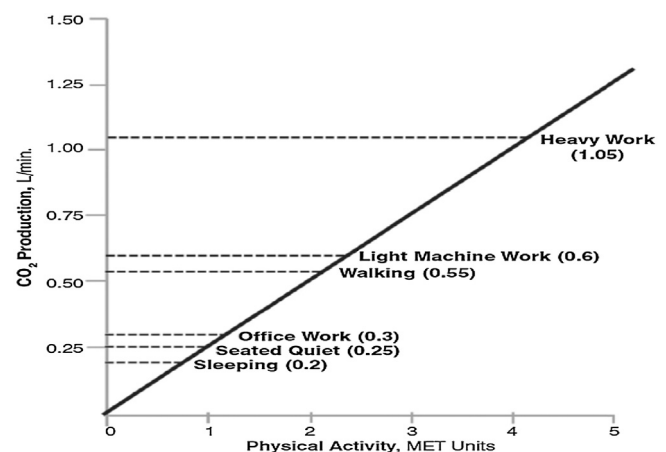 1.50
1.25
1.00
0.75
0.50
0.25
CO₂ Production, L/min.
Heavy Work
(1.05)
Light Machine Work (0.6)
Walking (0.55)
Office Work (0.3)
Seated Quiet (0.25)
Sleeping (0.2)
0 1 2 3 4 5
Physical Activity, MET Units